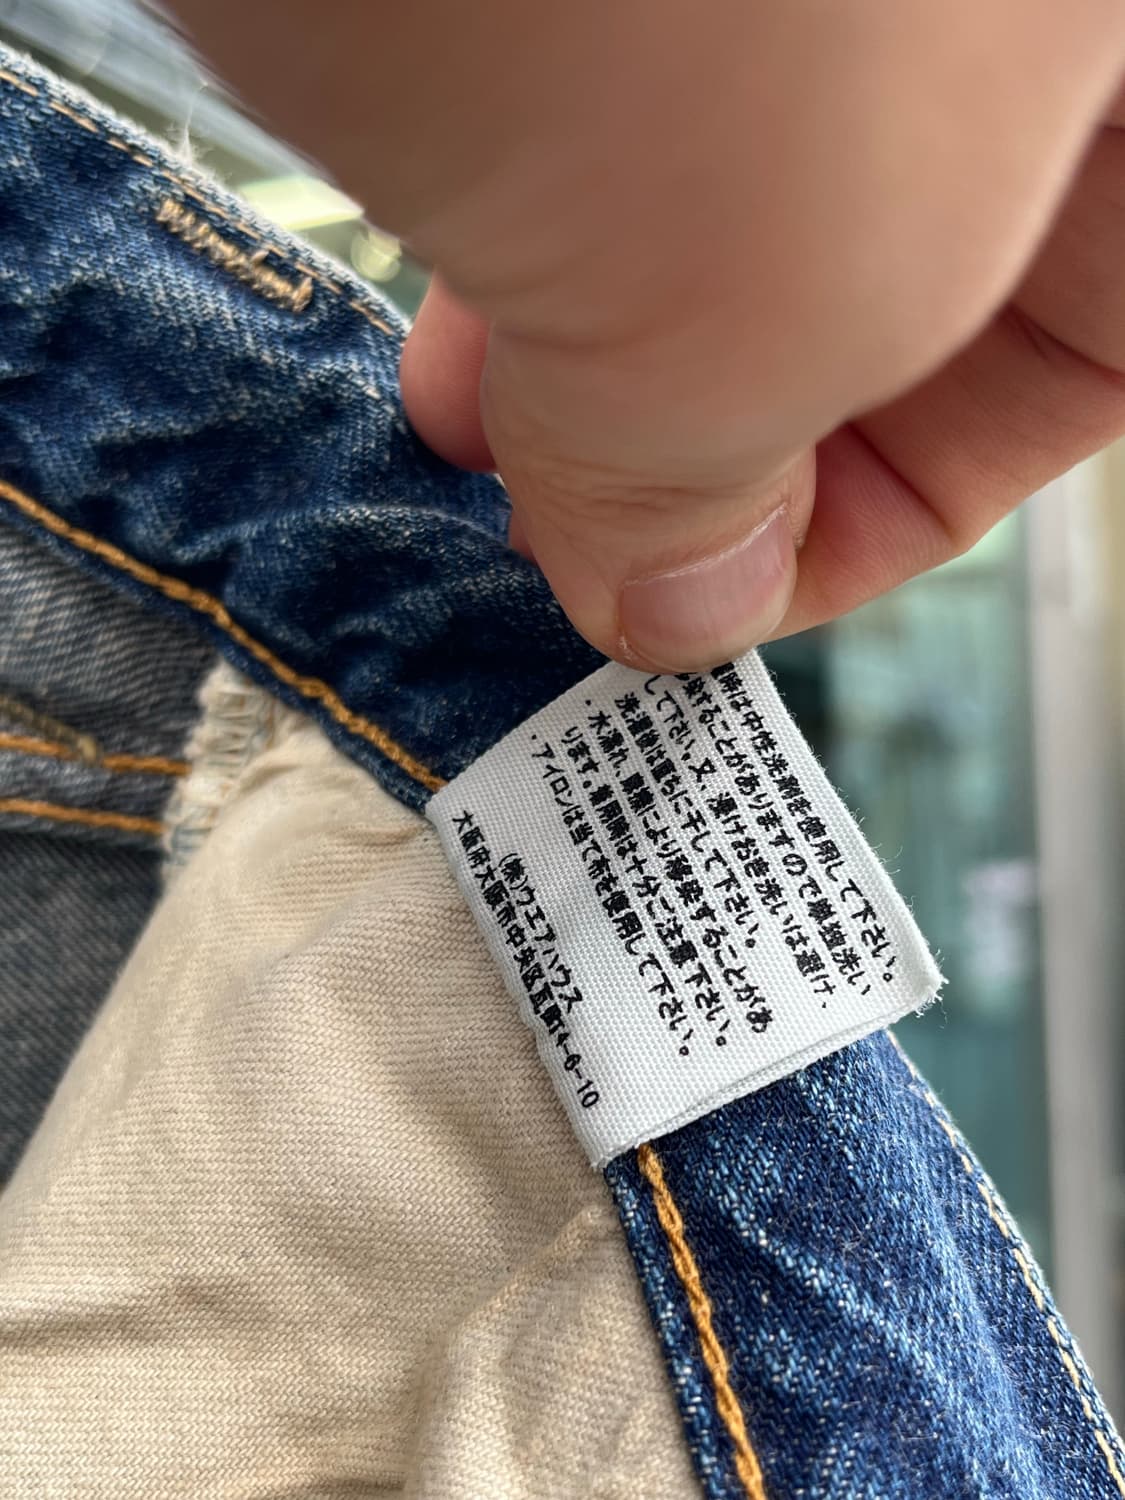 は中性洗剤を使用して下さい。
染することがありますので単独洗い
して下さい。又、漬けおき洗いは避け、
洗濯後は直ちに干して下さい。
・水濡れ、摩擦により移染することがあ
ります。着用時は十分ご注意下さい。
・アイロンは当て布を使用して下さい。
(株)ウエアハウス
大阪府大阪市中央区瓦町4-6-10